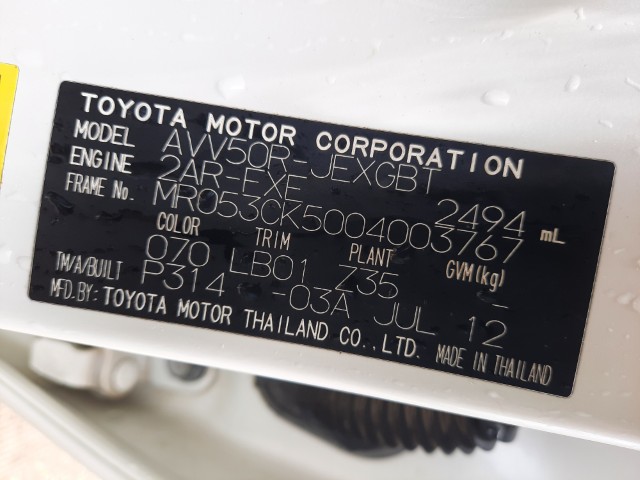 TOYOTA MOTOR CORPORATION
MODEL AVV50R-JEXGBT
ENGINE 2AR-FXE 2494 mL
FRAME No. MR053CK5004003767
COLOR TRIM PLANT GVM(kg)
070 LB01 Z35 -
TM/A/BUILT P314 -03A JUL 12
MFD.BY: TOYOTA MOTOR THAILAND CO.,LTD. MADE IN THAILAND